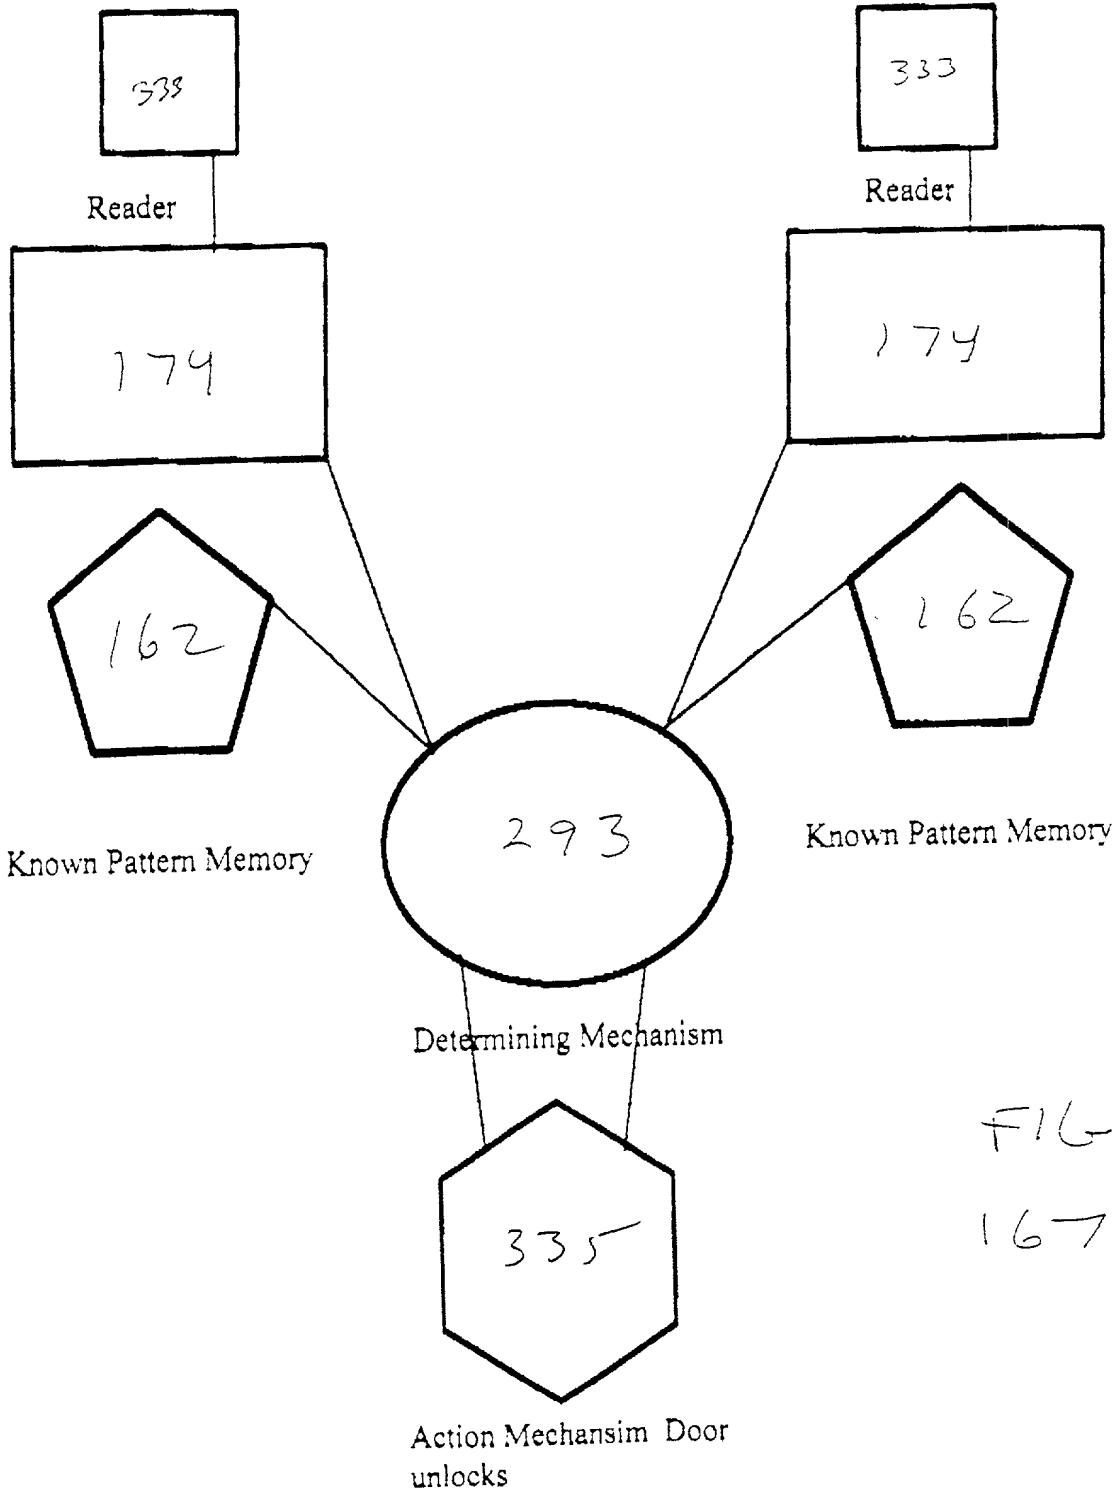 333
333
Reader
Reader
174
174
162
162
293
Known Pattern Memory
Known Pattern Memory
Determining Mechanism
FIG
167
335
Action Mechansim Door
unlocks